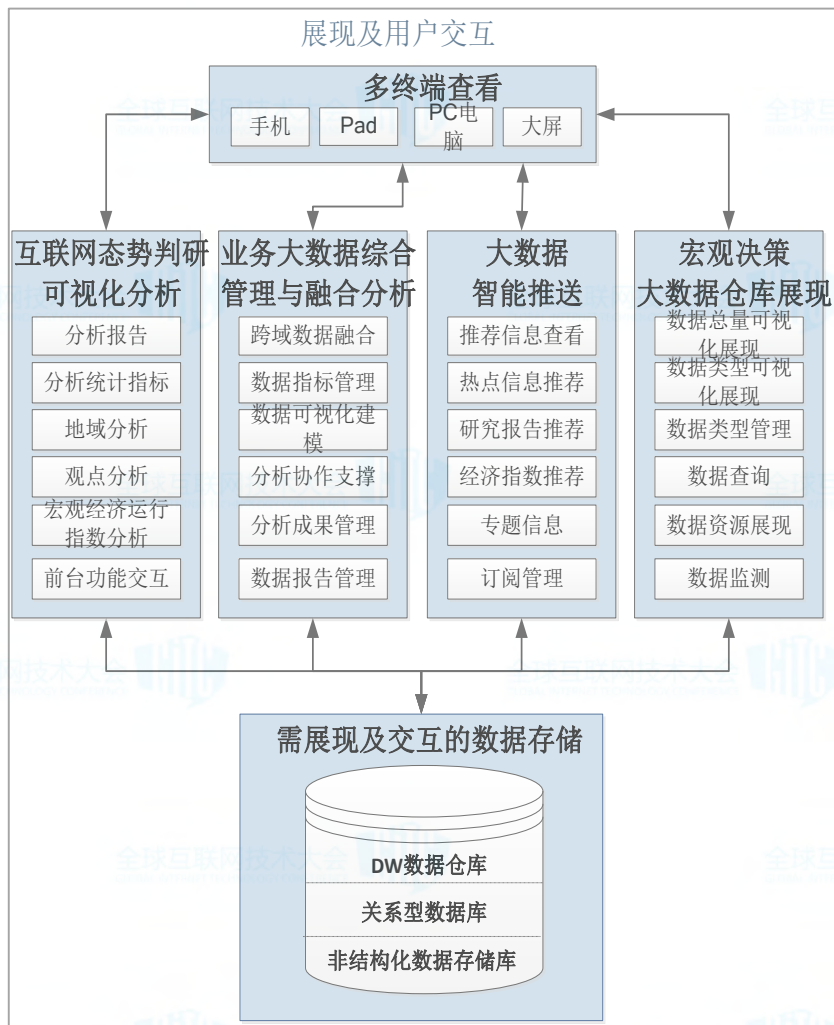 展现及用户交互
多终端查看
手机
Pad
PC电
脑
大屏
互联网态势判研
可视化分析
分析报告
分析统计指标
地域分析
观点分析
宏观经济运行
指数分析
前台功能交互
业务大数据综合
管理与融合分析
跨域数据融合
数据指标管理
数据可视化建
模
分析协作支撑
分析成果管理
数据报告管理
大数据
智能推送
推荐信息查看
热点信息推荐
研究报告推荐
经济指数推荐
专题信息
订阅管理
宏观决策
大数据仓库展现
数据总量可视
化展现
数据类型可视
化展现
数据类型管理
数据查询
数据资源展现
数据监测
需展现及交互的数据存储
DW数据仓库
关系型数据库
非结构化数据存储库
全球互联网技术大会